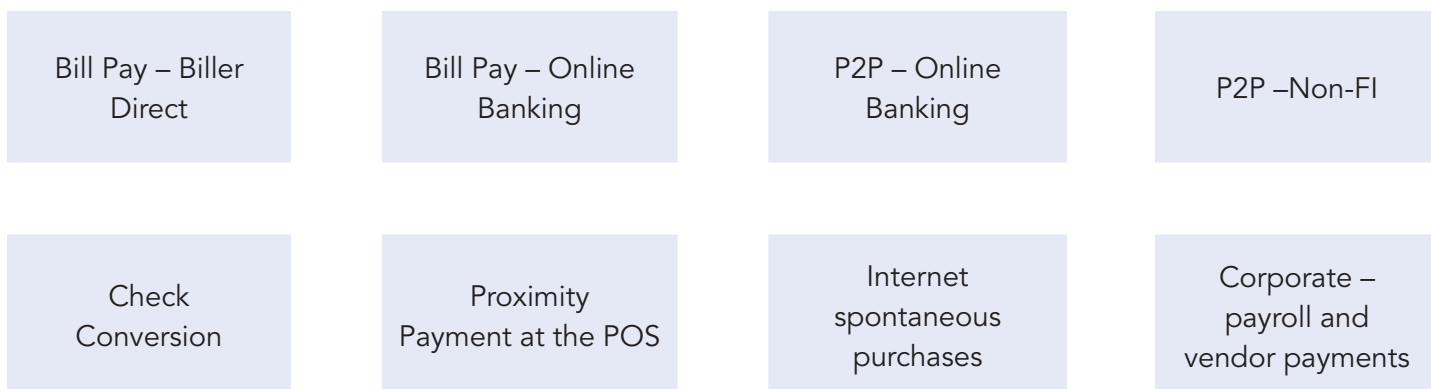 Bill Pay – Biller
Direct
Bill Pay – Online
Banking
P2P – Online
Banking
P2P –Non-FI
Check
Conversion
Proximity
Payment at the POS
Internet
spontaneous
purchases
Corporate –
payroll and
vendor payments